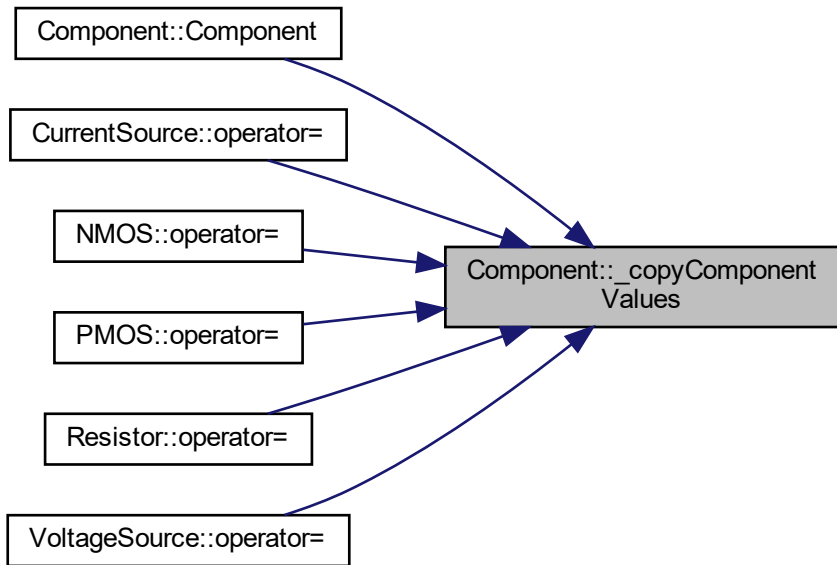 Component::Component
CurrentSource::operator=
NMOS::operator=
PMOS::operator=
Resistor::operator=
VoltageSource::operator=
Component::_copyComponent
Values